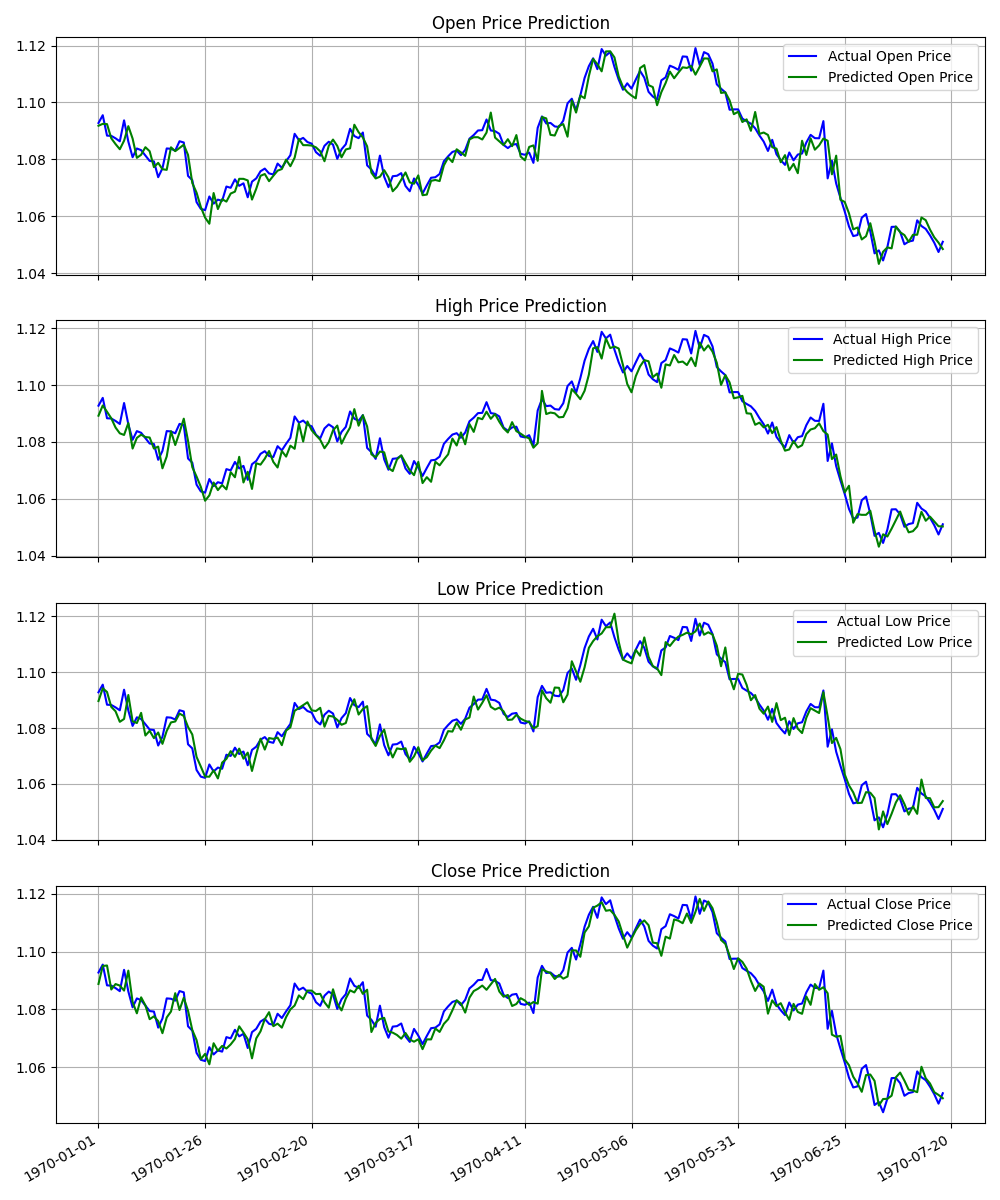 Open Price Prediction
1.12
1.10
1.08
1.06
1.04
Actual Open Price
Predicted Open Price
High Price Prediction
1.12
1.10
1.08
1.06
1.04
Actual High Price
Predicted High Price
Low Price Prediction
1.12
1.10
1.08
1.06
1.04
Actual Low Price
Predicted Low Price
Close Price Prediction
1.12
1.10
1.08
1.06
Actual Close Price
Predicted Close Price
1970-01-01
1970-01-26
1970-02-20
1970-03-17
1970-04-11
1970-05-06
1970-05-31
1970-06-25
1970-07-20